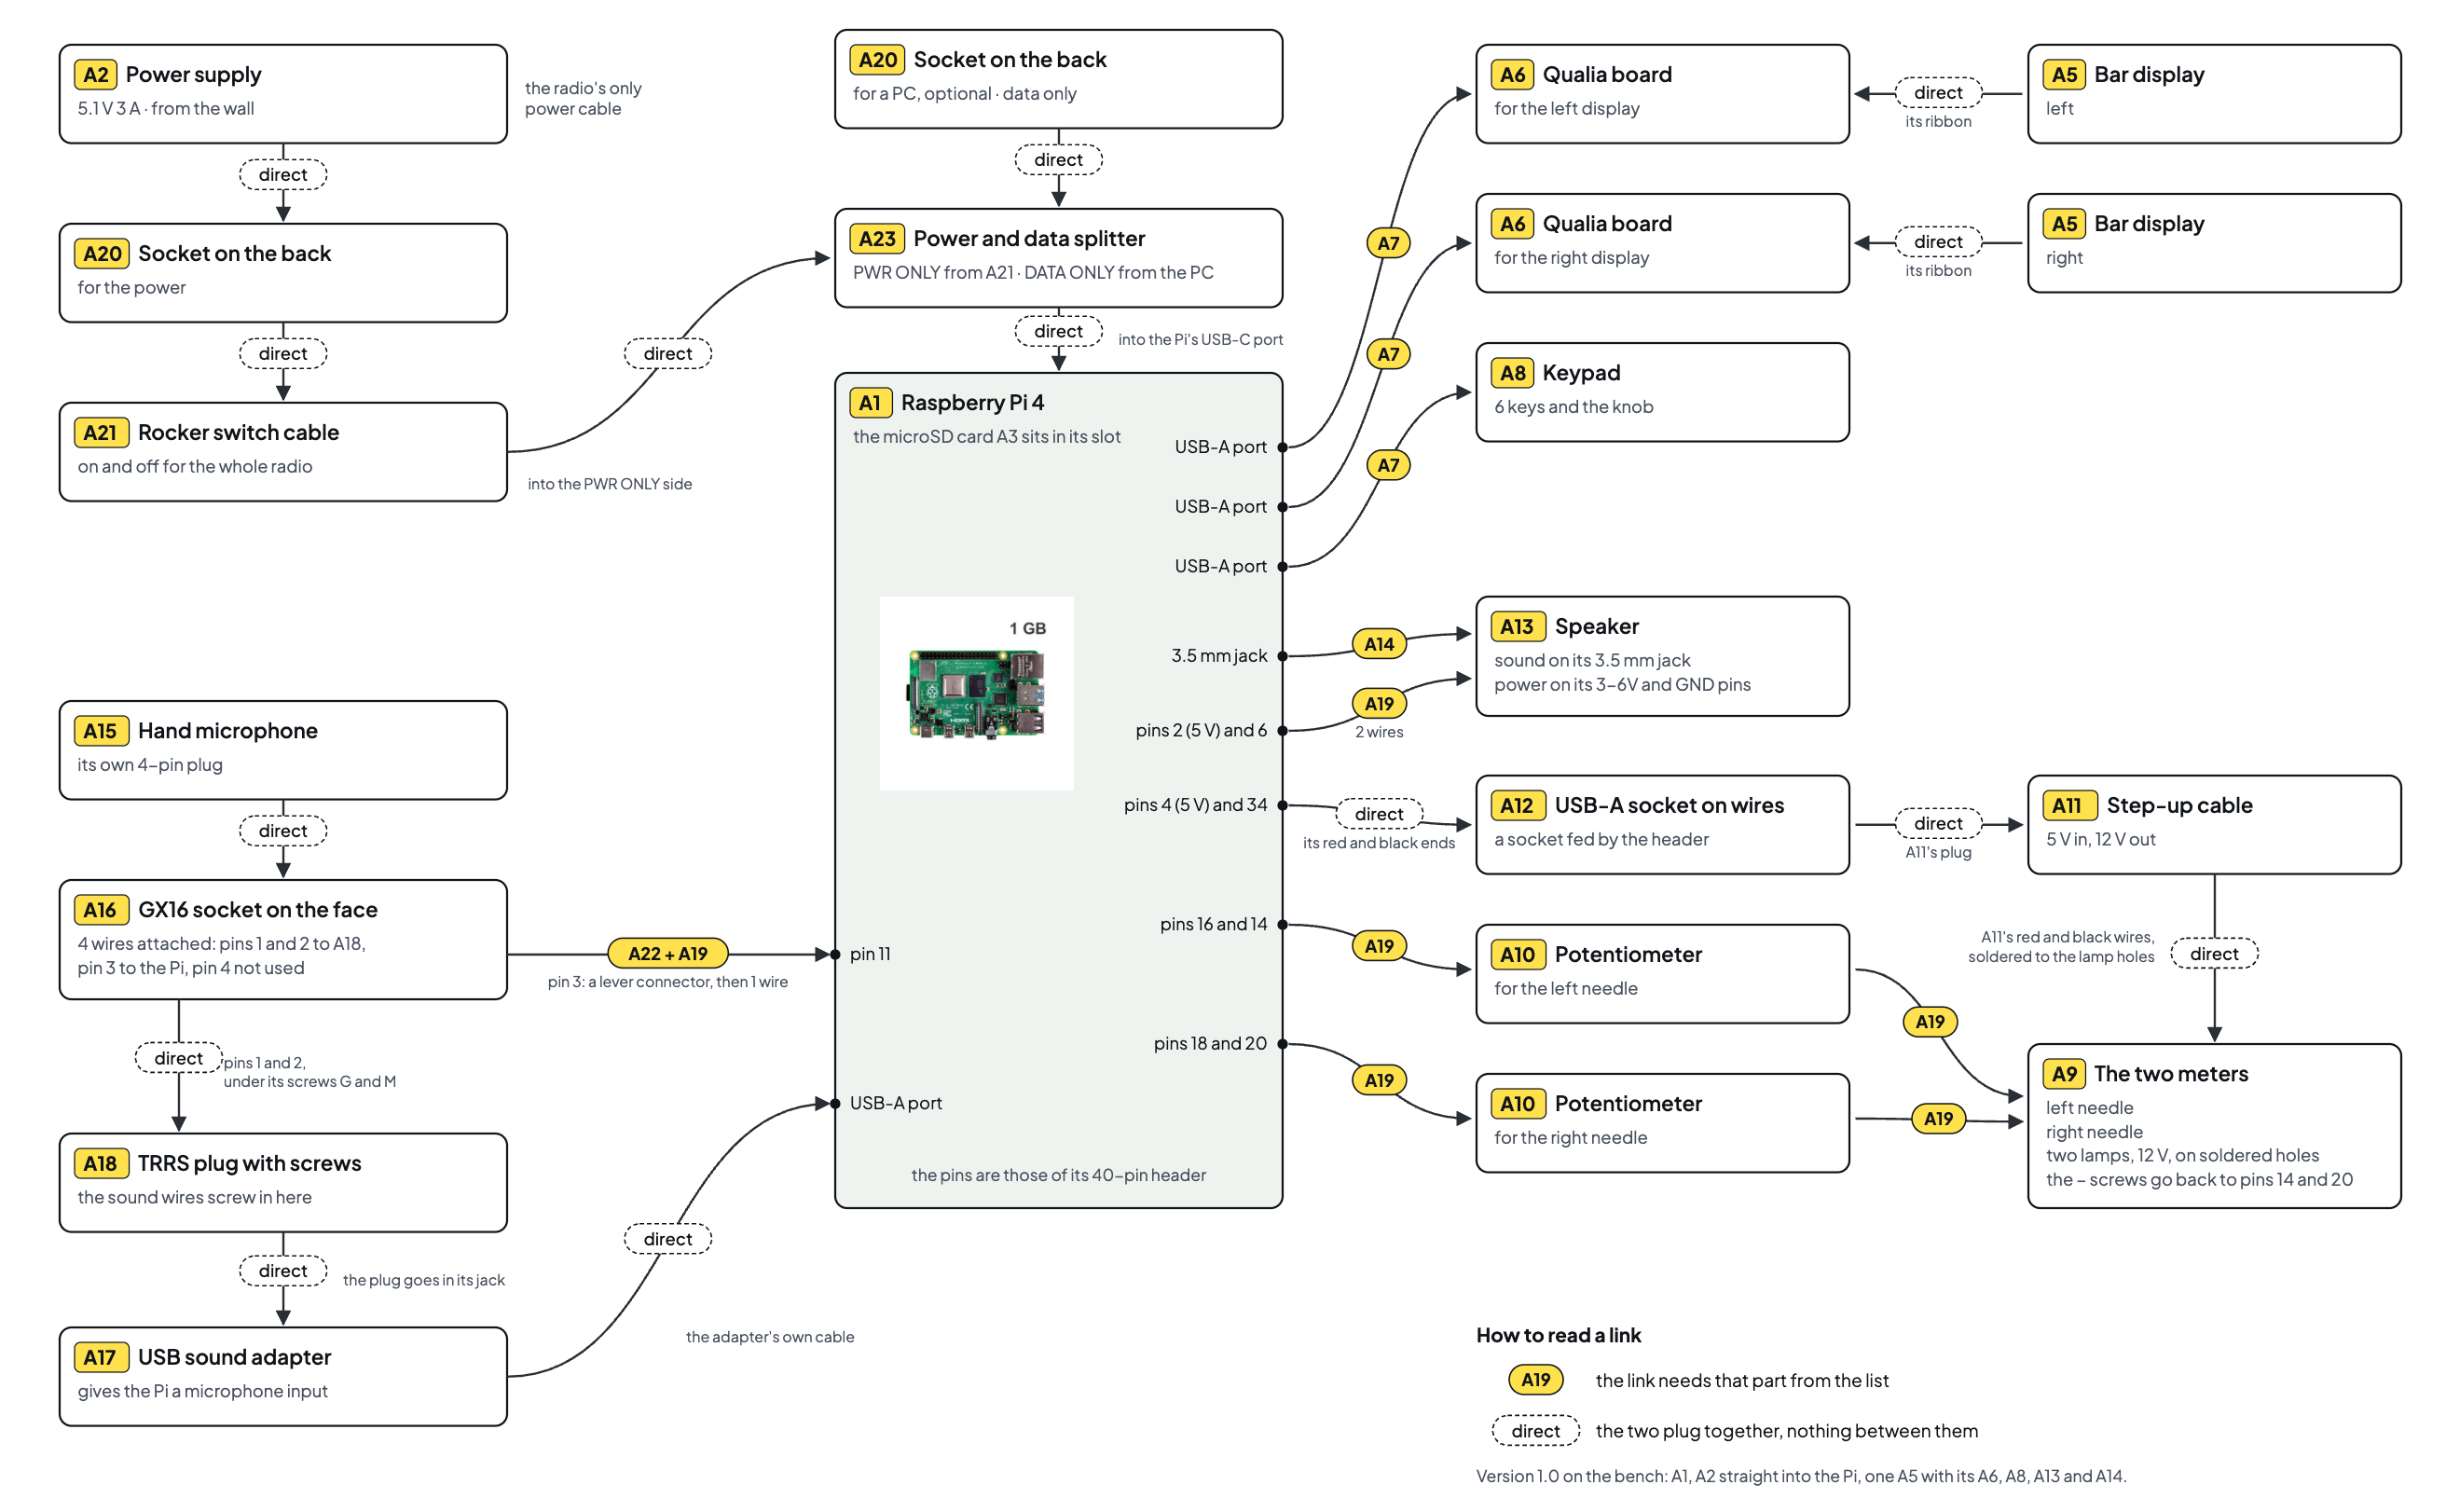 A2 Power supply
5.1 V 3 A · from the wall
the radio's only
power cable
direct
A20 Socket on the back
for the power
direct
A21 Rocker switch cable
on and off for the whole radio
direct
into the PWR ONLY side
A20 Socket on the back
for a PC, optional · data only
direct
A23 Power and data splitter
PWR ONLY from A21 · DATA ONLY from the PC
direct
into the Pi's USB-C port
A1 Raspberry Pi 4
the microSD card A3 sits in its slot
USB-A port
USB-A port
USB-A port
1 GB
3.5 mm jack
pins 2 (5 V) and 6
pins 4 (5 V) and 34
pins 16 and 14
pin 11
pins 18 and 20
USB-A port
the pins are those of its 40-pin header
A7
A7
A7
A6 Qualia board
for the left display
direct
its ribbon
A5 Bar display
left
A6 Qualia board
for the right display
direct
its ribbon
A5 Bar display
right
A8 Keypad
6 keys and the knob
A14
A19
2 wires
A13 Speaker
sound on its 3.5 mm jack
power on its 3–6V and GND pins
direct
its red and black ends
A12 USB-A socket on wires
a socket fed by the header
direct
A11's plug
A11 Step-up cable
5 V in, 12 V out
A11's red and black wires,
soldered to the lamp holes
direct
A19
A10 Potentiometer
for the left needle
A19
A19
A10 Potentiometer
for the right needle
A19
A9 The two meters
left needle
right needle
two lamps, 12 V, on soldered holes
the – screws go back to pins 14 and 20
A15 Hand microphone
its own 4-pin plug
direct
A16 GX16 socket on the face
4 wires attached: pins 1 and 2 to A18,
pin 3 to the Pi, pin 4 not used
A22 + A19
pin 3: a lever connector, then 1 wire
direct
pins 1 and 2,
under its screws G and M
A18 TRRS plug with screws
the sound wires screw in here
direct
the plug goes in its jack
A17 USB sound adapter
gives the Pi a microphone input
direct
the adapter's own cable
How to read a link
A19 the link needs that part from the list
direct the two plug together, nothing between them
Version 1.0 on the bench: A1, A2 straight into the Pi, one A5 with its A6, A8, A13 and A14.